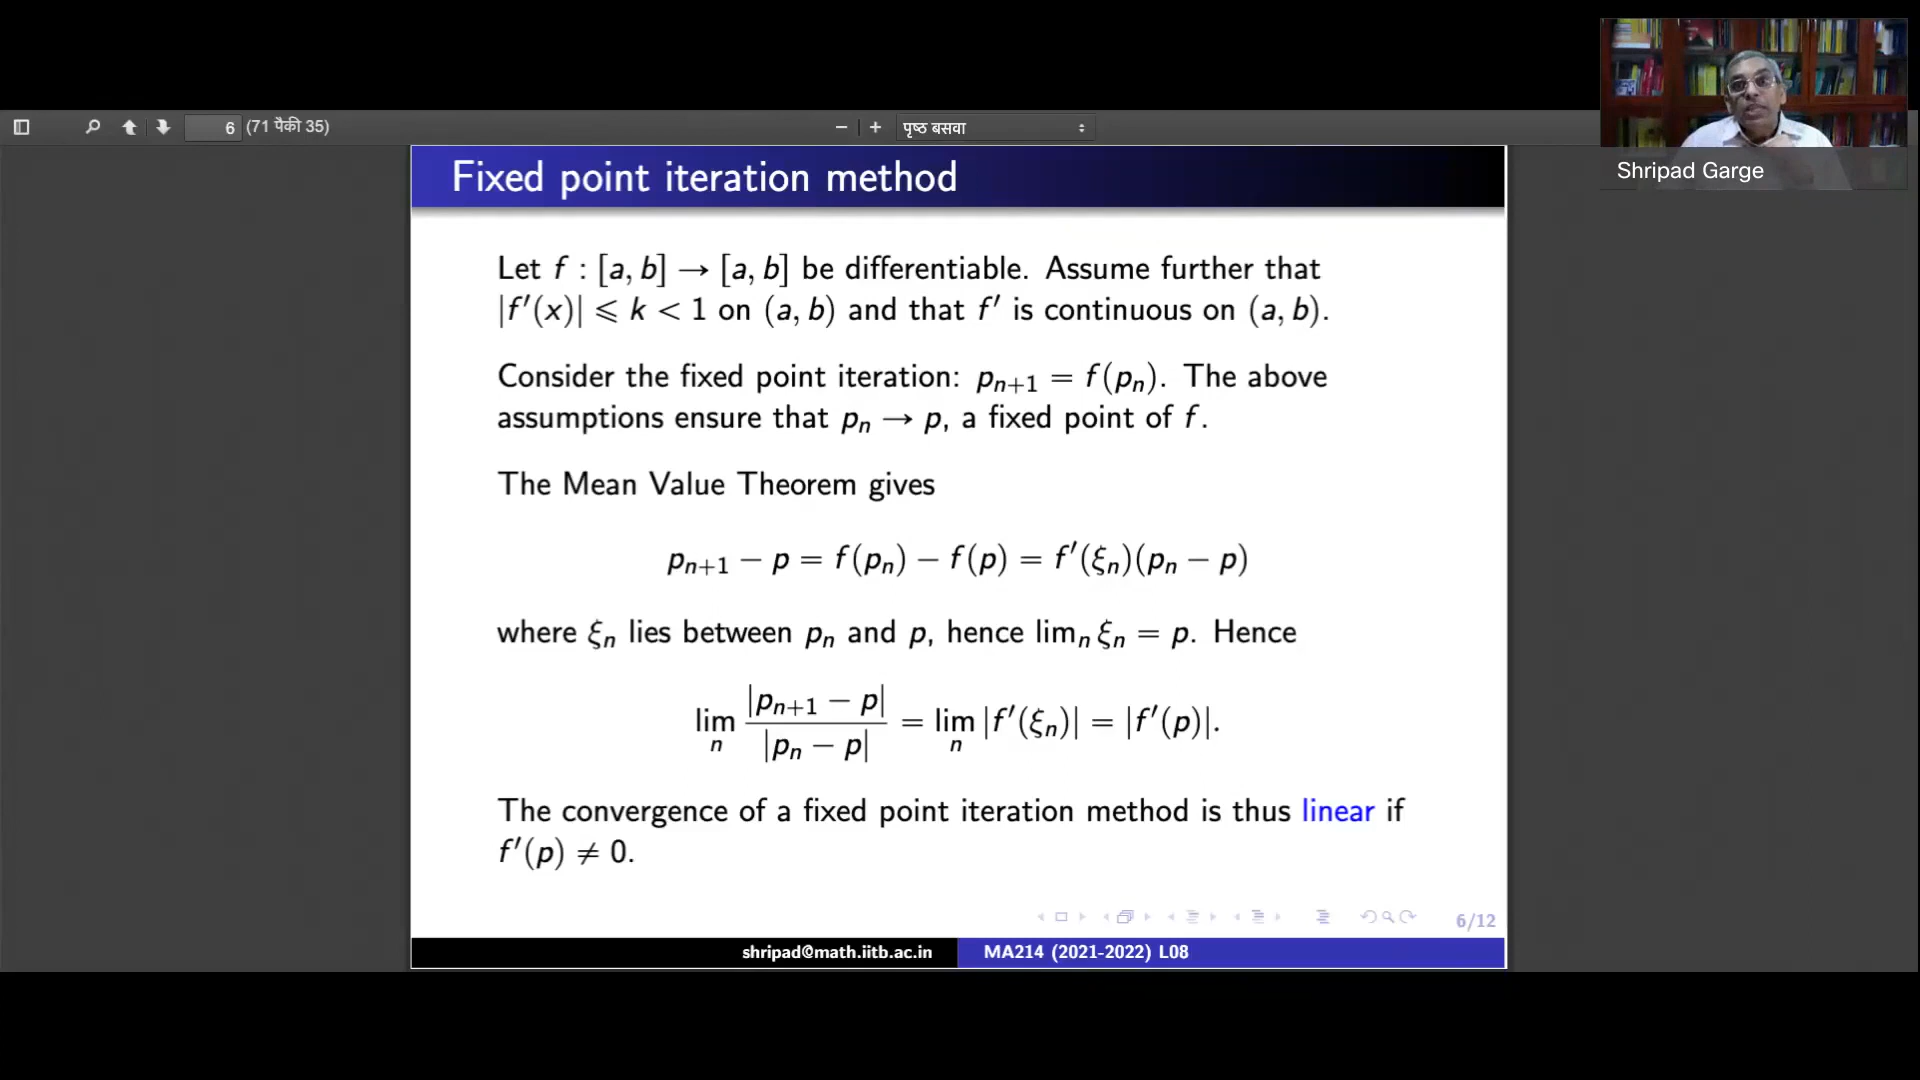 Shripad Garge
6 (71 पैकी 35)
पृष्ठ बसवा
Fixed point iteration method
Let f : [a, b] → [a, b] be differentiable. Assume further that
|f′(x)| ⩽ k < 1 on (a, b) and that f′ is continuous on (a, b).
Consider the fixed point iteration: pₙ₊₁ = f(pₙ). The above
assumptions ensure that pₙ → p, a fixed point of f.
The Mean Value Theorem gives
pₙ₊₁ − p = f(pₙ) − f(p) = f′(ξₙ)(pₙ − p)
where ξₙ lies between pₙ and p, hence limₙ ξₙ = p. Hence
limₙ |pₙ₊₁ − p| / |pₙ − p| = limₙ |f′(ξₙ)| = |f′(p)|.
The convergence of a fixed point iteration method is thus linear if
f′(p) ≠ 0.
6/12
shripad@math.iitb.ac.in MA214 (2021-2022) L08